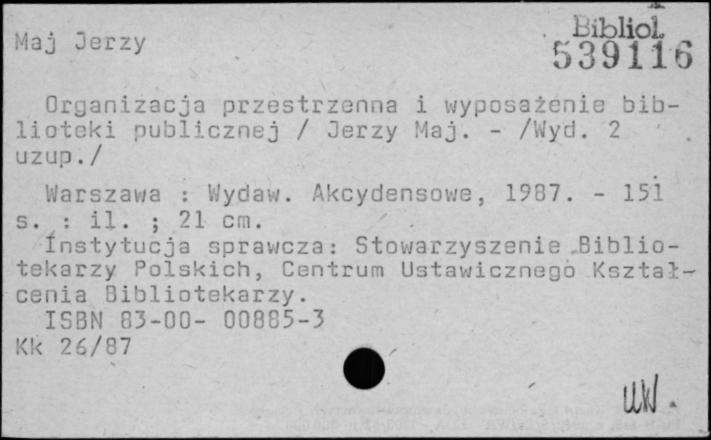 Bibliol.
Maj Jerzy
539116
Organizacja przestrzenna i wyposażenie bib-
lioteki publicznej / Jerzy Maj. - /Wyd. 2
uzup./
Warszawa : Wydaw. Akcydensowe, 1987. - 151
s. : il. ; 21 cm.
Instytucja sprawcza: Stowarzyszenie Biblio-
tekarzy Polskich, Centrum Ustawicznego Kształ-
cenia Bibliotekarzy.
ISBN 83-00- 00885-3
Kk 26/87
UW.